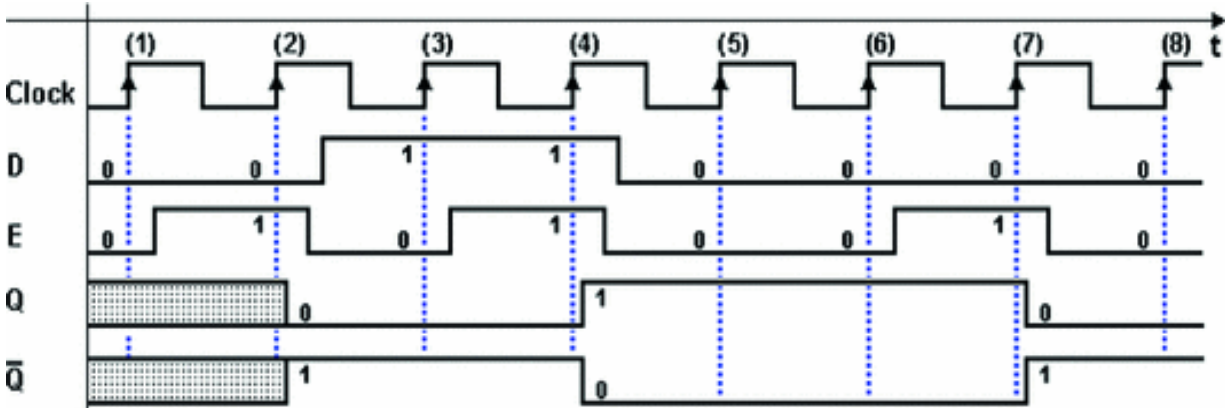 (1) (2) (3) (4) (5) (6) (7) (8) t
Clock
D 0 0 1 1 0 0 0 0
E 0 1 0 1 0 0 1 0
Q 0 1 0
Q̅ 1 0 1